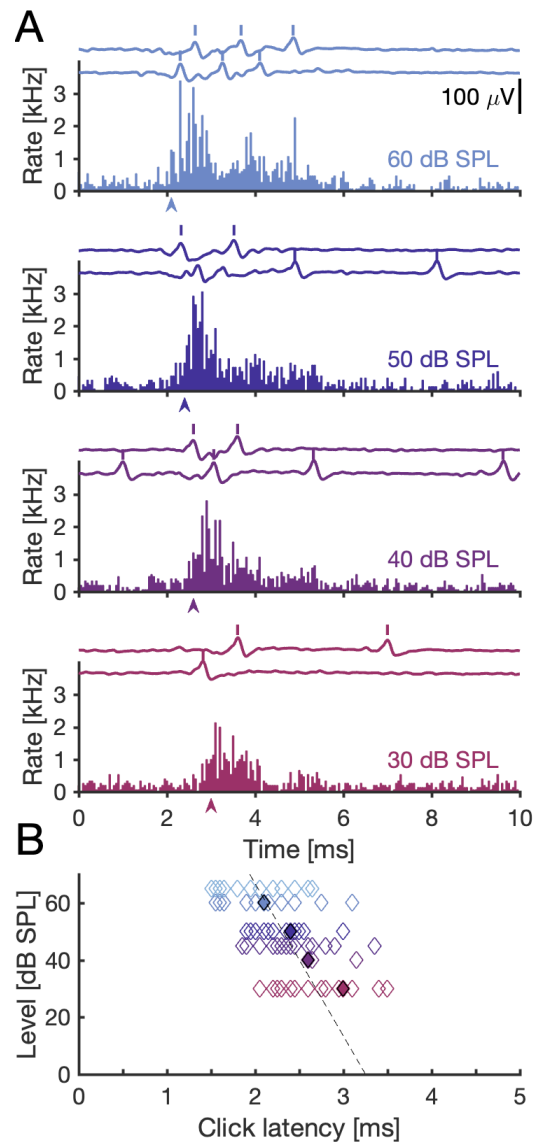 A
100 μV
Rate [kHz]
3
2
1
0
60 dB SPL
Rate [kHz]
3
2
1
0
50 dB SPL
Rate [kHz]
3
2
1
0
40 dB SPL
Rate [kHz]
3
2
1
0
30 dB SPL
0 2 4 6 8 10
Time [ms]
B
Level [dB SPL]
60
40
20
0
0 1 2 3 4 5
Click latency [ms]